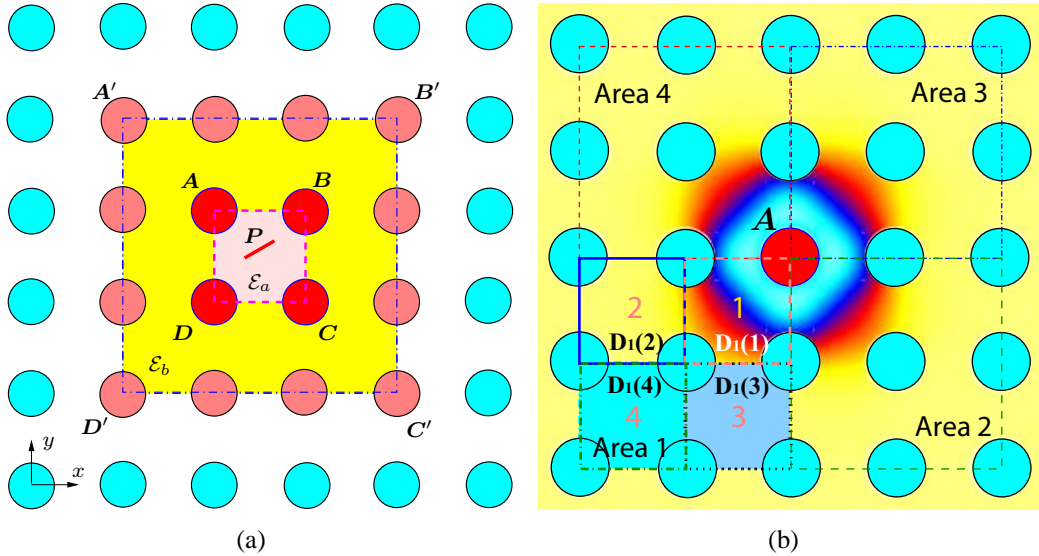 A′ B′
A B
P
ℰa
D C
ℰb
D′ C′
y
x
(a)
Area 4 Area 3
A
2 1
D₁(2) D₁(1)
D₁(4) D₁(3)
4 3
Area 1 Area 2
(b)